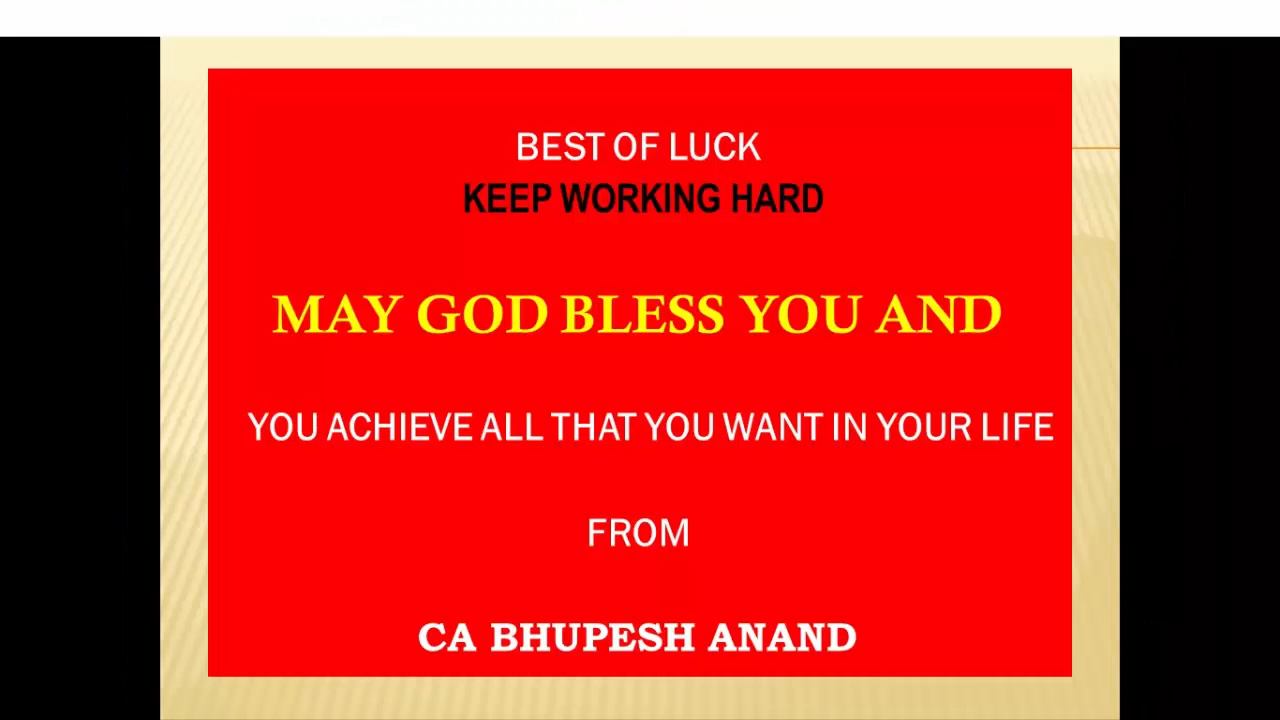 BEST OF LUCK
KEEP WORKING HARD
MAY GOD BLESS YOU AND
YOU ACHIEVE ALL THAT YOU WANT IN YOUR LIFE
FROM
CA BHUPESH ANAND